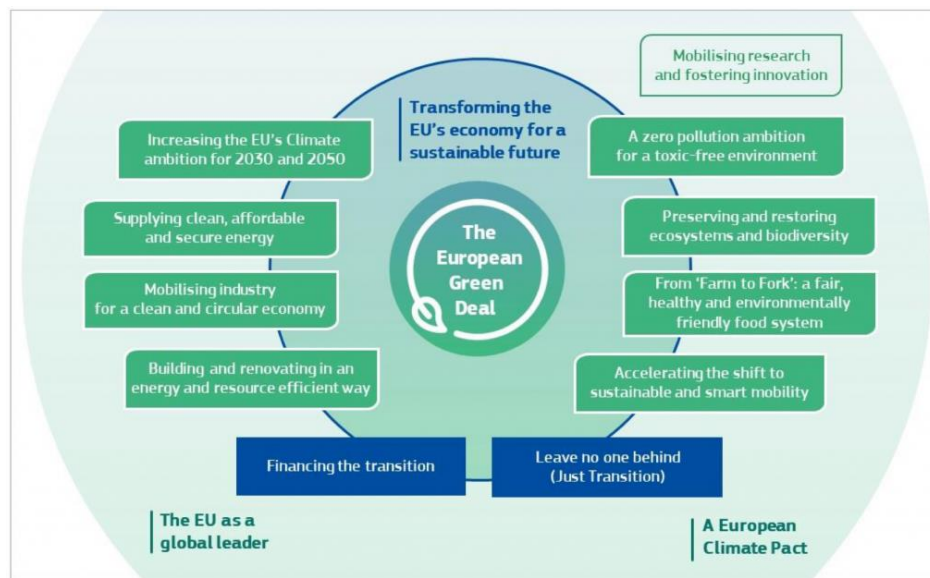 Mobilising research
and fostering innovation
Transforming the
EU's economy for a
sustainable future
Increasing the EU's Climate
ambition for 2030 and 2050
A zero pollution ambition
for a toxic-free environment
Supplying clean, affordable
and secure energy
Preserving and restoring
ecosystems and biodiversity
The
European
Green
Deal
Mobilising industry
for a clean and circular economy
From 'Farm to Fork': a fair,
healthy and environmentally
friendly food system
Building and renovating in an
energy and resource efficient way
Accelerating the shift to
sustainable and smart mobility
Financing the transition
Leave no one behind
(Just Transition)
The EU as a
global leader
A European
Climate Pact